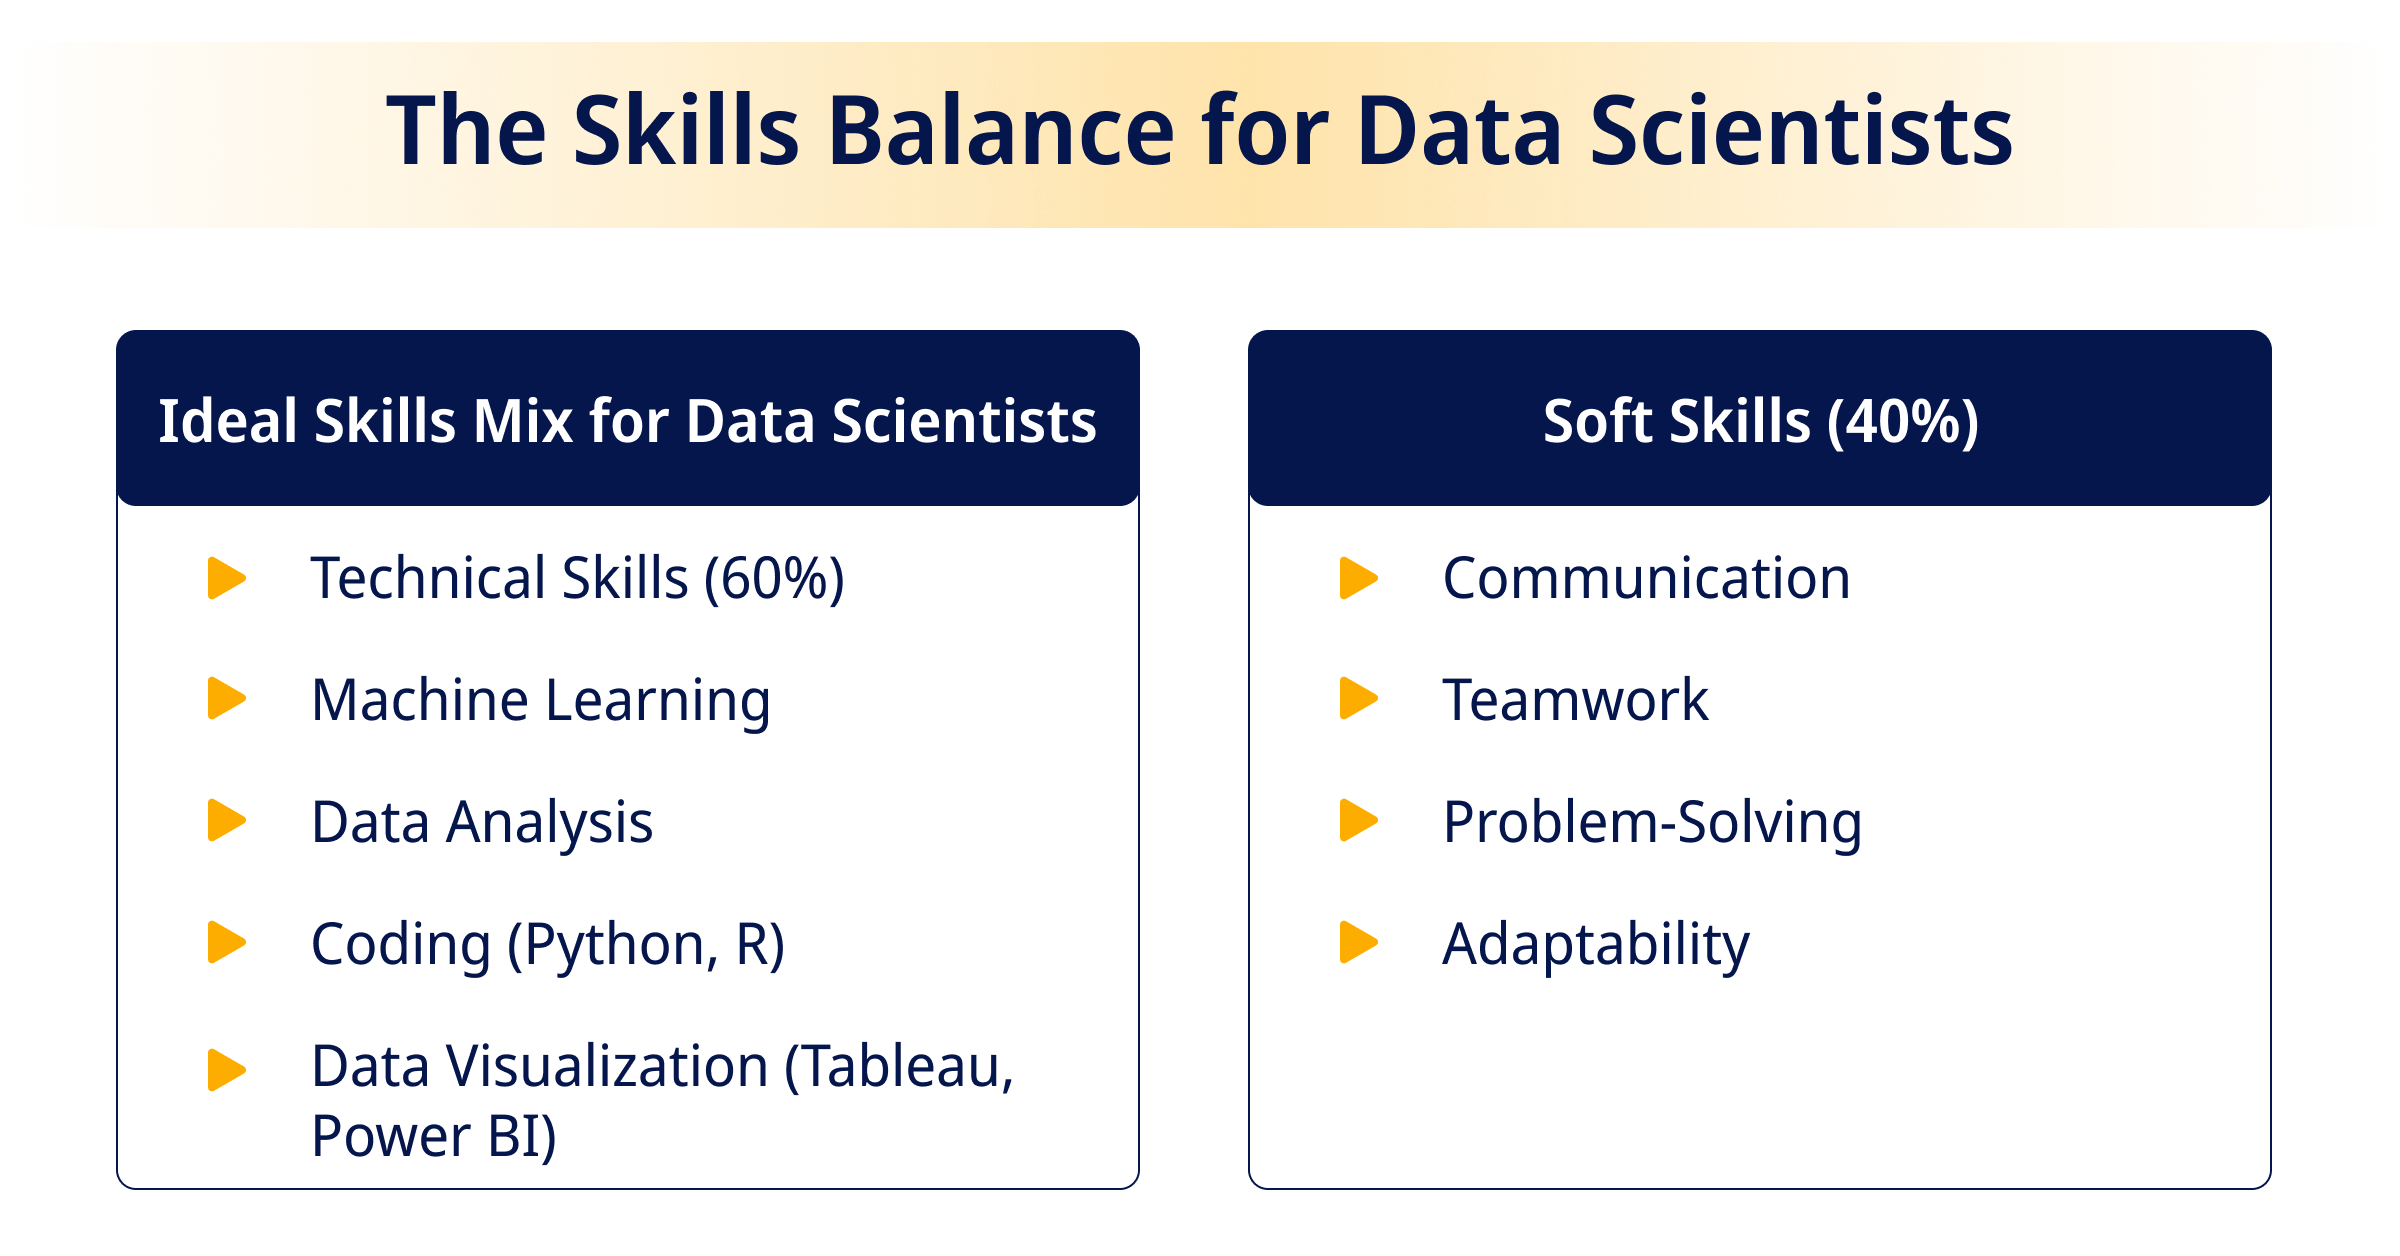 The Skills Balance for Data Scientists
Ideal Skills Mix for Data Scientists
Technical Skills (60%)
Machine Learning
Data Analysis
Coding (Python, R)
Data Visualization (Tableau,
Power BI)
Soft Skills (40%)
Communication
Teamwork
Problem-Solving
Adaptability